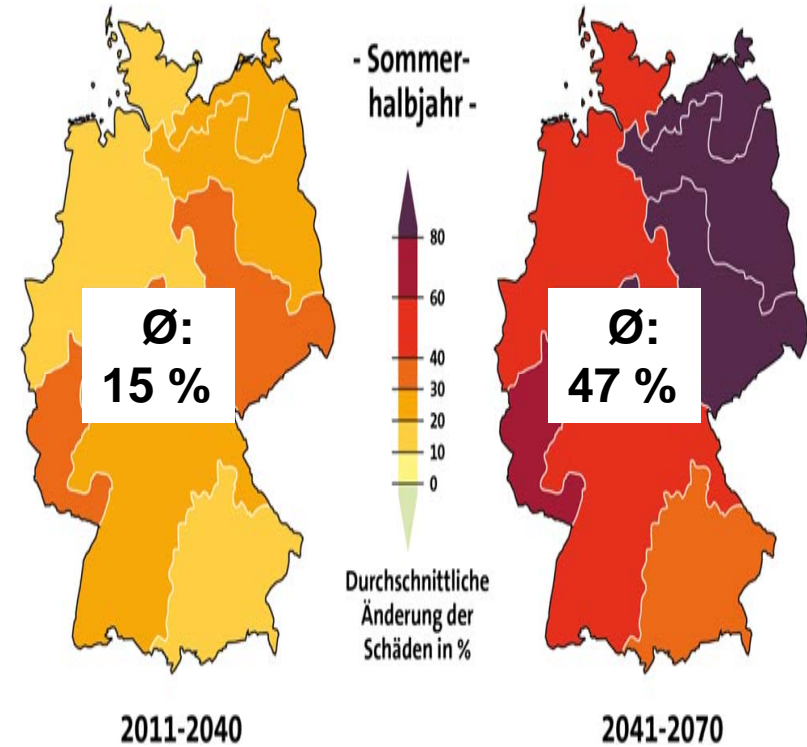 - Sommer-
halbjahr -
80
60
40
30
20
10
0
Ø:
15 %
Ø:
47 %
Durchschnittliche
Änderung der
Schäden in %
2011-2040
2041-2070